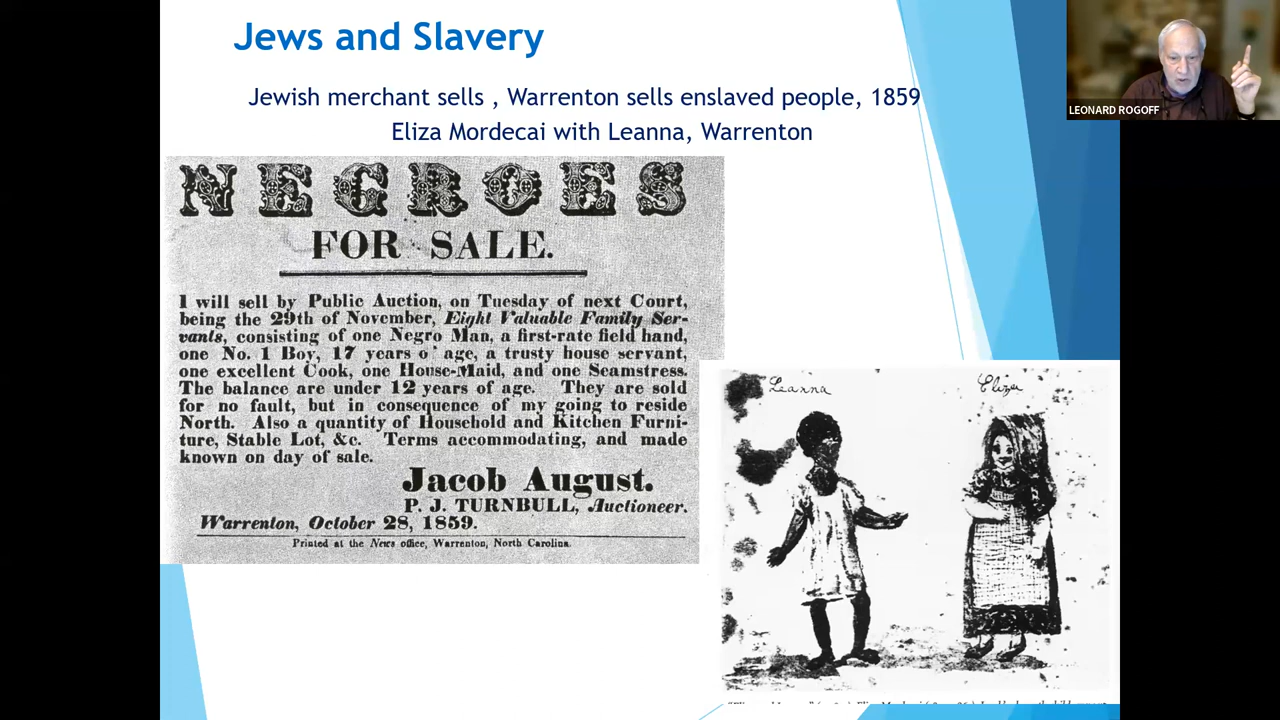 Jews and Slavery
Jewish merchant sells , Warrenton sells enslaved people, 1859
Eliza Mordecai with Leanna, Warrenton
LEONARD ROGOFF
NEGROES
FOR SALE.
I will sell by Public Auction, on Tuesday of next Court,
being the 29th of November, Eight Valuable Family Ser-
vants, consisting of one Negro Man, a first-rate field hand,
one No. 1 Boy, 17 years o age, a trusty house servant,
one excellent Cook, one House-Maid, and one Seamstress.
The balance are under 12 years of age. They are sold
for no fault, but in consequence of my going to reside
North. Also a quantity of Household and Kitchen Furni-
ture, Stable Lot, &c. Terms accommodating, and made
known on day of sale.
Jacob August.
P. J. TURNBULL, Auctioneer.
Warrenton, October 28, 1859.
Printed at the News office, Warrenton, North Carolina.
Leanna Eliza